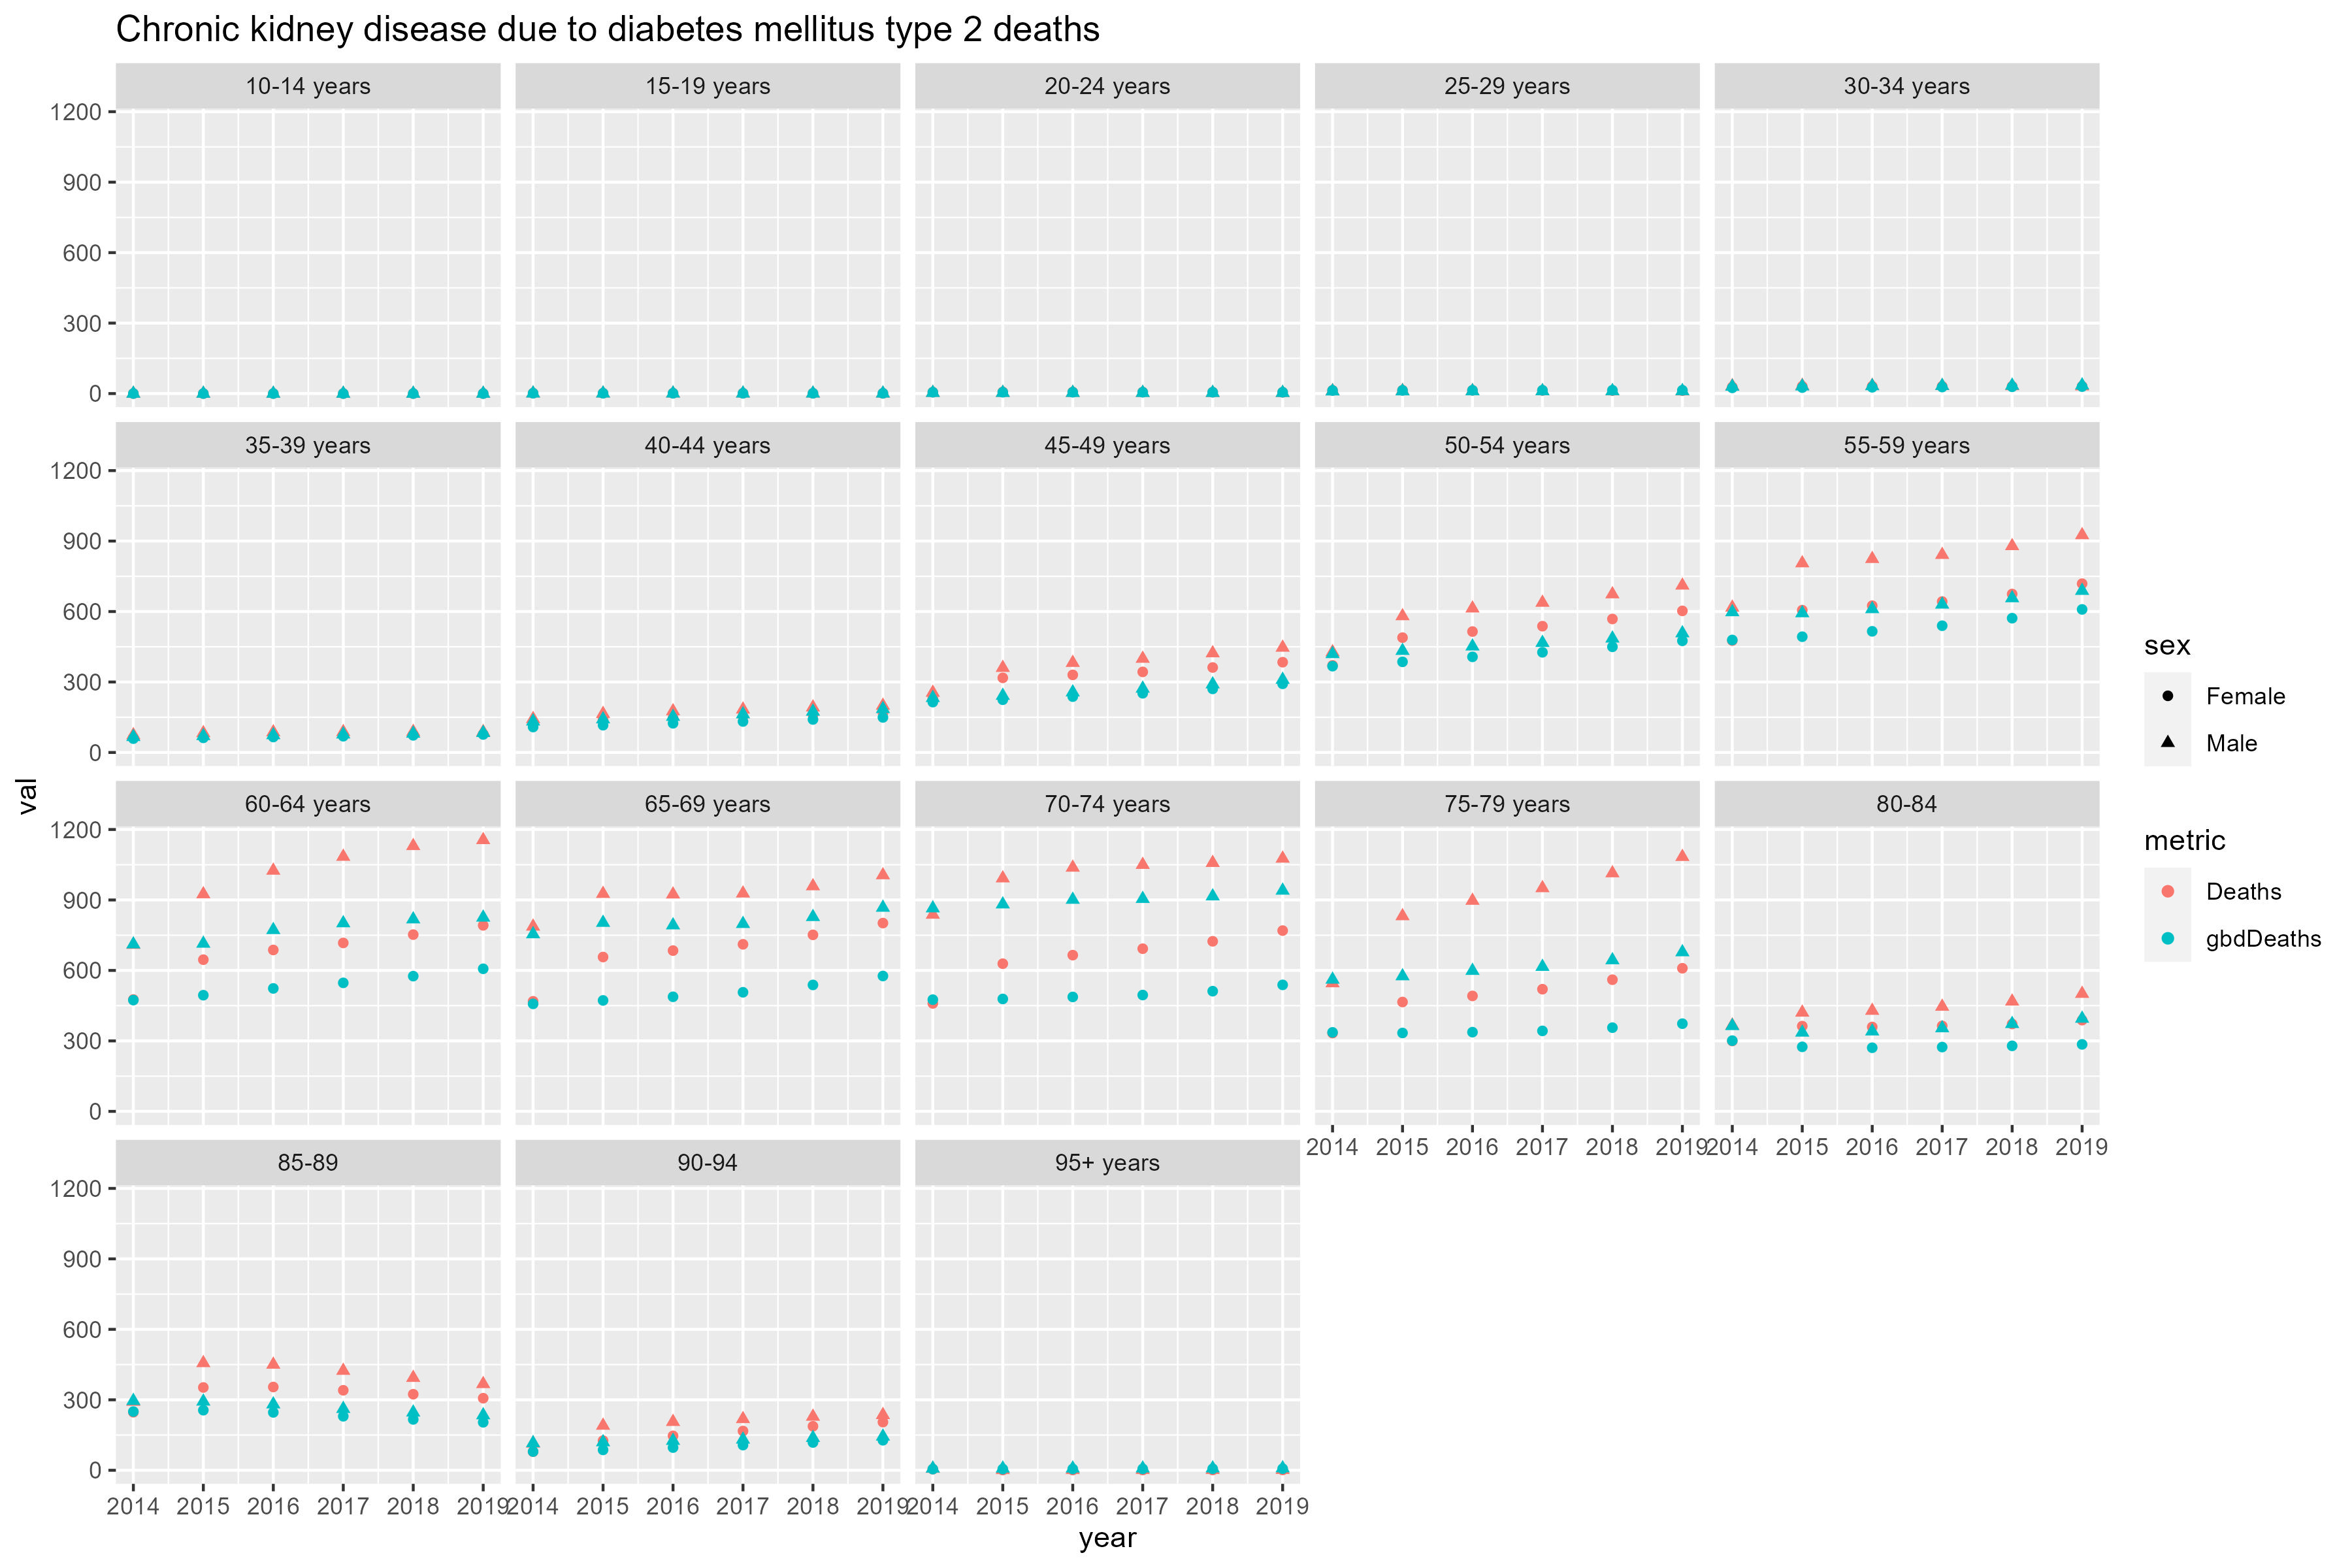 Chronic kidney disease due to diabetes mellitus type 2 deaths
10-14 years 15-19 years 20-24 years 25-29 years 30-34 years
1200
900
600
300
0
35-39 years 40-44 years 45-49 years 50-54 years 55-59 years
1200
900
600
300
0
60-64 years 65-69 years 70-74 years 75-79 years 80-84
1200
900
600
300
0
2014 2015 2016 2017 2018 2019 2014 2015 2016 2017 2018 2019
85-89 90-94 95+ years
1200
900
600
300
0
2014 2015 2016 2017 2018 2019 2014 2015 2016 2017 2018 2019 2014 2015 2016 2017 2018 2019
year
val
sex
Female
Male
metric
Deaths
gbdDeaths